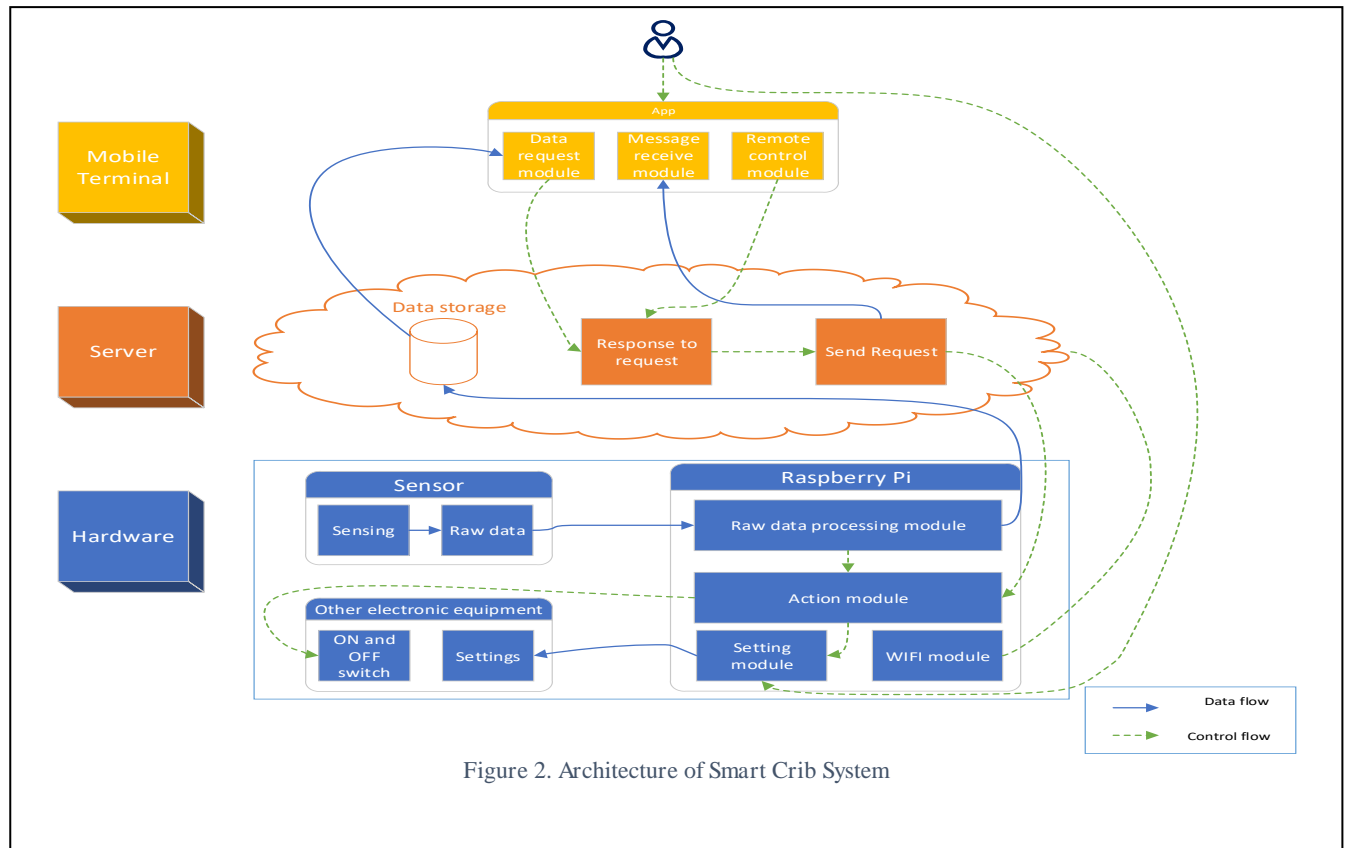 App
Data
request
module
Message
receive
module
Remote
control
module
Mobile
Terminal
Data storage
Server
Response to
request
Send Request
Hardware
Sensor
Sensing
Raw data
Raspberry Pi
Raw data processing module
Action module
Other electronic equipment
ON and
OFF
switch
Settings
Setting
module
WIFI module
Data flow
Control flow
Figure 2. Architecture of Smart Crib System